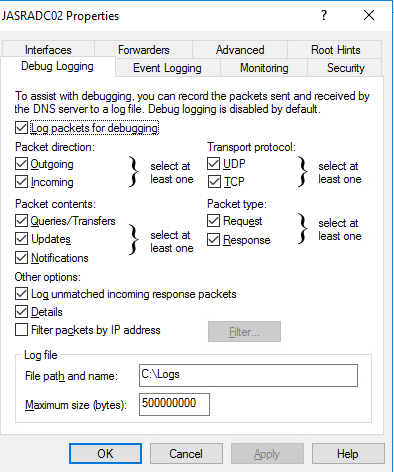 JASRADC02 Properties
Interfaces Forwarders Advanced Root Hints
Debug Logging Event Logging Monitoring Security
To assist with debugging, you can record the packets sent and received by
the DNS server to a log file. Debug logging is disabled by default.
Log packets for debugging
Packet direction:
Outgoing
Incoming
select at
least one
Transport protocol:
UDP
TCP
select at
least one
Packet contents:
Queries/Transfers
Updates
Notifications
select at
least one
Packet type:
Request
Response
select at
least one
Other options:
Log unmatched incoming response packets
Details
Filter packets by IP address Filter...
Log file
File path and name: C:\Logs
Maximum size (bytes): 500000000
OK Cancel Apply Help